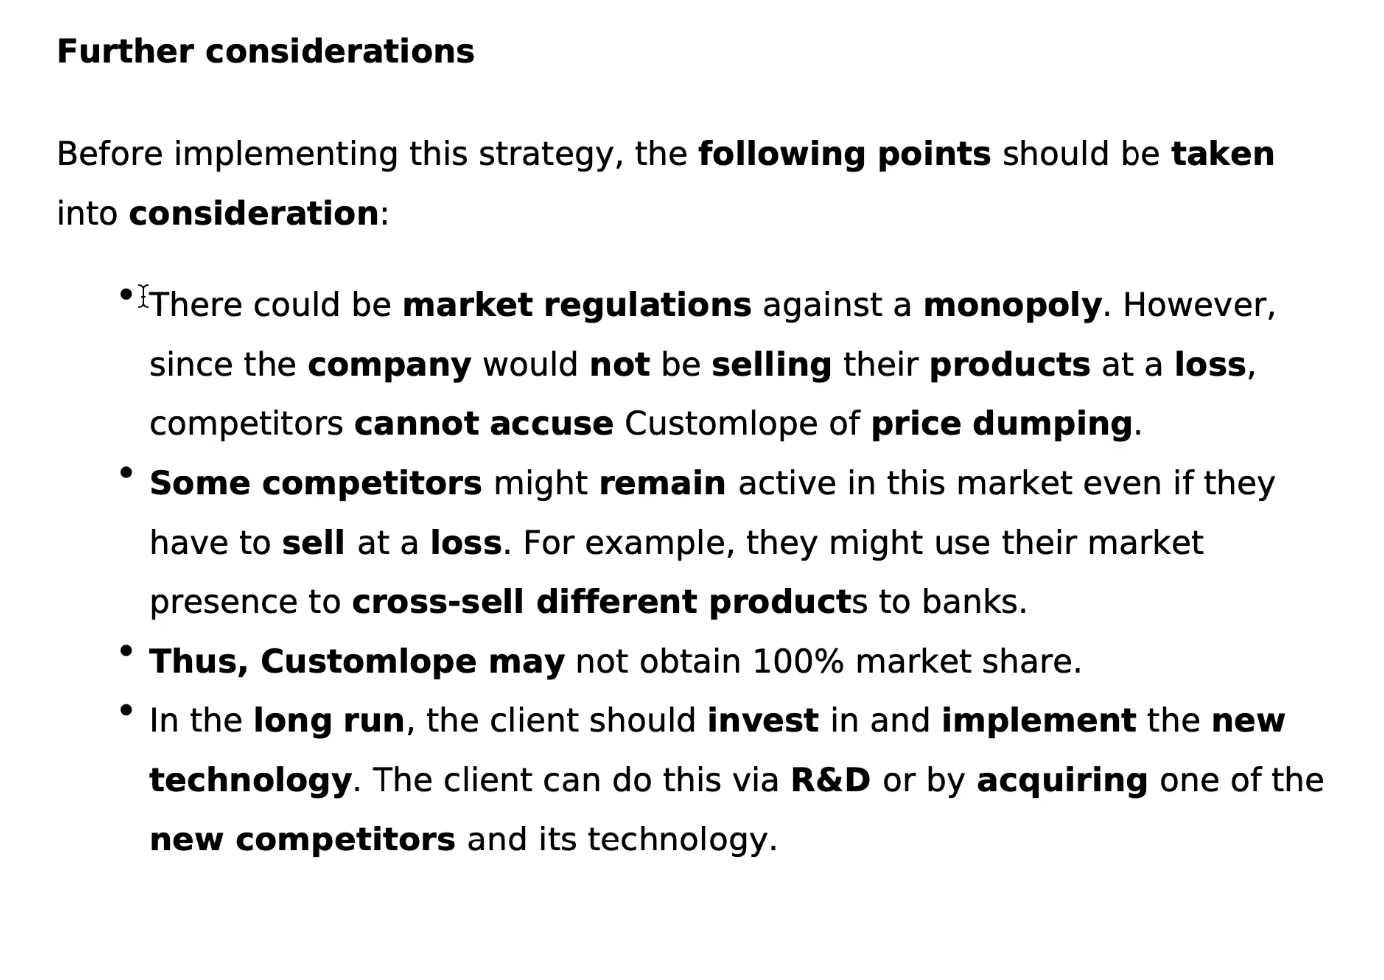 Further considerations
Before implementing this strategy, the following points should be taken
into consideration:
• There could be market regulations against a monopoly. However,
since the company would not be selling their products at a loss,
competitors cannot accuse Customlope of price dumping.
• Some competitors might remain active in this market even if they
have to sell at a loss. For example, they might use their market
presence to cross-sell different products to banks.
• Thus, Customlope may not obtain 100% market share.
• In the long run, the client should invest in and implement the new
technology. The client can do this via R&D or by acquiring one of the
new competitors and its technology.